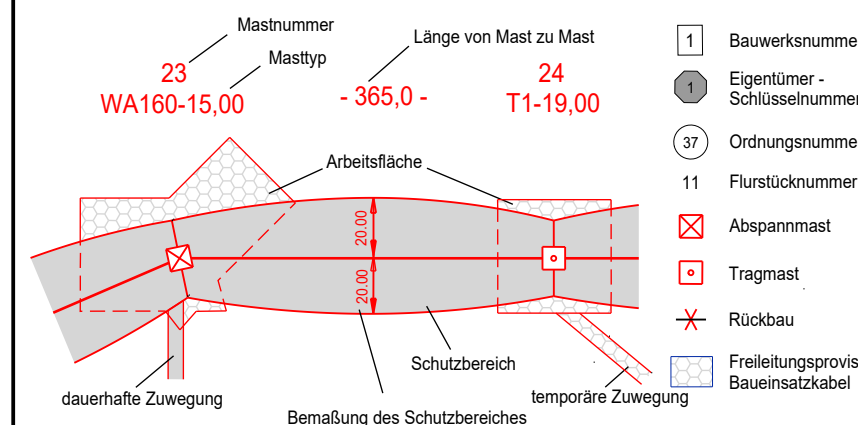 Mastnummer
23
Masttyp
WA160-15,00
Länge von Mast zu Mast
- 365,0 -
24
T1-19,00
Arbeitsfläche
20.00
20.00
Schutzbereich
dauerhafte Zuwegung
temporäre Zuwegung
Bemaßung des Schutzbereiches
1 Bauwerksnumme
1 Eigentümer -
Schlüsselnummer
37 Ordnungsnumme
11 Flurstücknummer
Abspannmast
Tragmast
Rückbau
Freileitungsprovis
Baueinsatzkabel